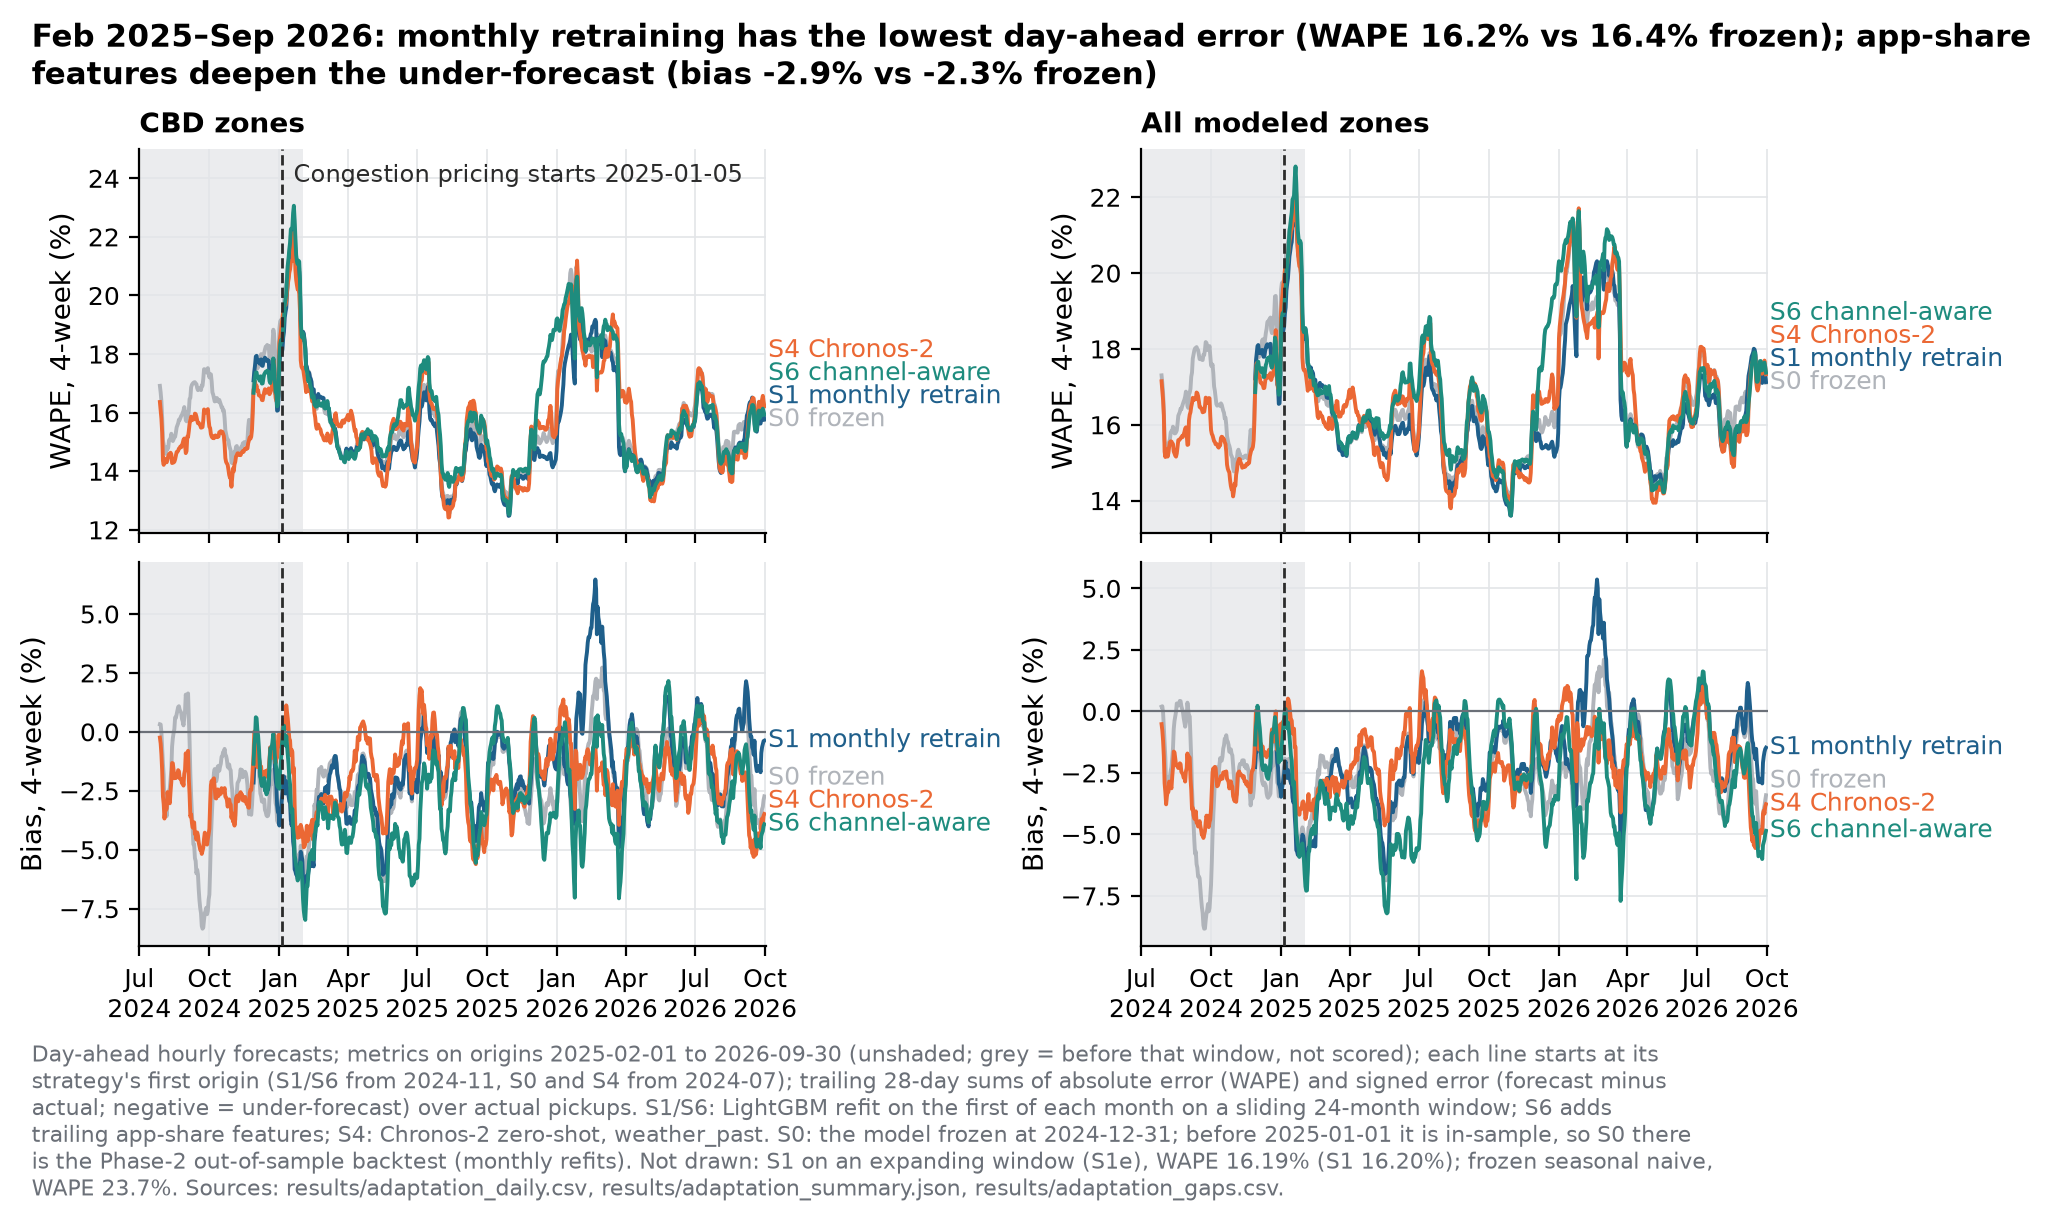 Feb 2025–Sep 2026: monthly retraining has the lowest day-ahead error (WAPE 16.2% vs 16.4% frozen); app-share
features deepen the under-forecast (bias -2.9% vs -2.3% frozen)
CBD zones
WAPE, 4-week (%)
24
22
20
18
16
14
12
Congestion pricing starts 2025-01-05
S4 Chronos-2
S6 channel-aware
S1 monthly retrain
S0 frozen
All modeled zones
WAPE, 4-week (%)
22
20
18
16
14
S6 channel-aware
S4 Chronos-2
S1 monthly retrain
S0 frozen
Bias, 4-week (%)
5.0
2.5
0.0
−2.5
−5.0
−7.5
S1 monthly retrain
S0 frozen
S4 Chronos-2
S6 channel-aware
Jul Oct Jan Apr Jul Oct Jan Apr Jul Oct
2024 2024 2025 2025 2025 2025 2026 2026 2026 2026
Bias, 4-week (%)
5.0
2.5
0.0
−2.5
−5.0
−7.5
S1 monthly retrain
S0 frozen
S4 Chronos-2
S6 channel-aware
Jul Oct Jan Apr Jul Oct Jan Apr Jul Oct
2024 2024 2025 2025 2025 2025 2026 2026 2026 2026
Day-ahead hourly forecasts; metrics on origins 2025-02-01 to 2026-09-30 (unshaded; grey = before that window, not scored); each line starts at its
strategy's first origin (S1/S6 from 2024-11, S0 and S4 from 2024-07); trailing 28-day sums of absolute error (WAPE) and signed error (forecast minus
actual; negative = under-forecast) over actual pickups. S1/S6: LightGBM refit on the first of each month on a sliding 24-month window; S6 adds
trailing app-share features; S4: Chronos-2 zero-shot, weather_past. S0: the model frozen at 2024-12-31; before 2025-01-01 it is in-sample, so S0 there
is the Phase-2 out-of-sample backtest (monthly refits). Not drawn: S1 on an expanding window (S1e), WAPE 16.19% (S1 16.20%); frozen seasonal naive,
WAPE 23.7%. Sources: results/adaptation_daily.csv, results/adaptation_summary.json, results/adaptation_gaps.csv.